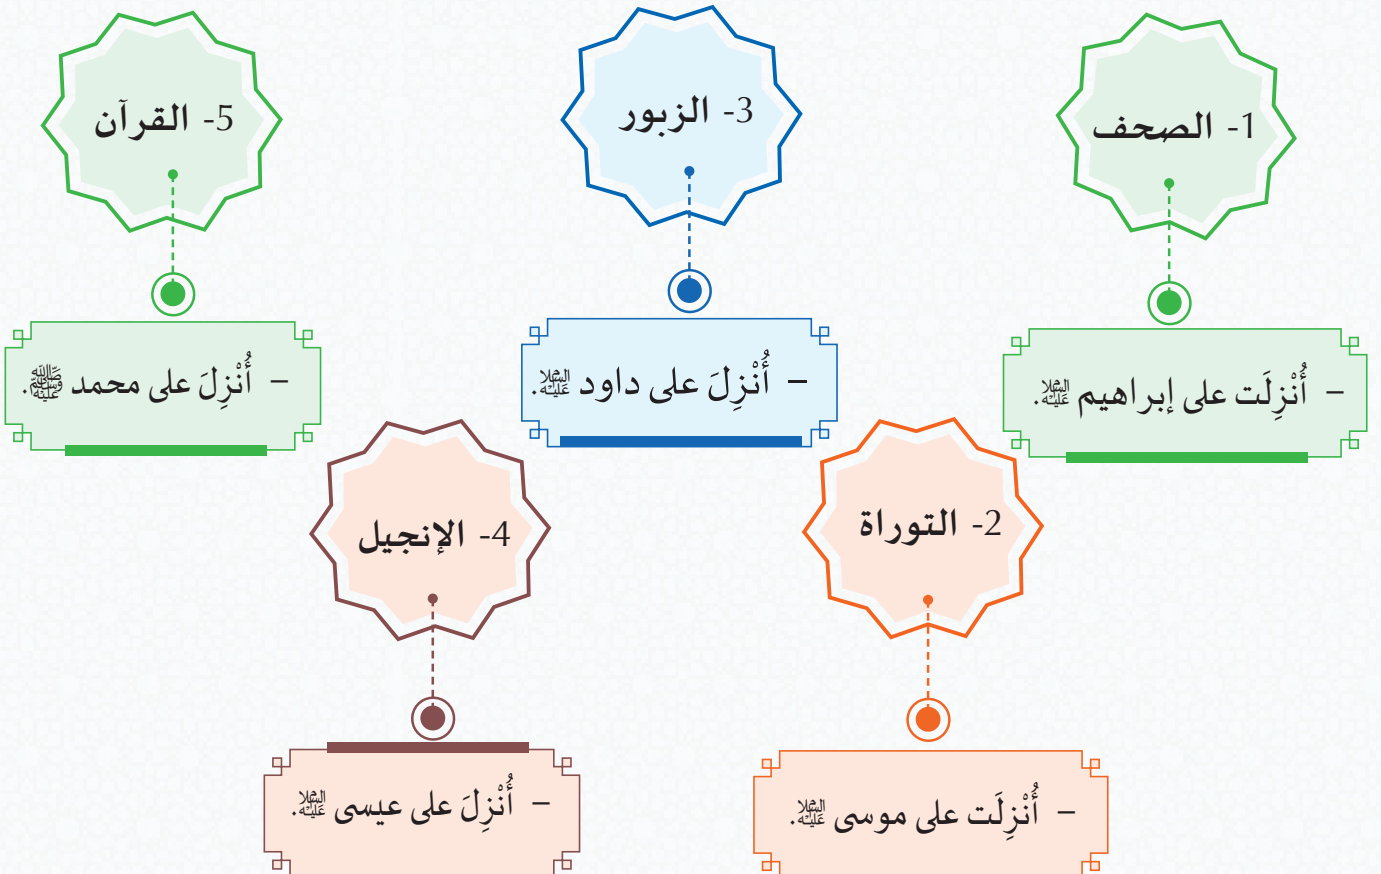 1- الصحف
– أُنْزِلَت على إبراهيم عليه السلام.
2- التوراة
– أُنْزِلَت على موسى عليه السلام.
3- الزبور
– أُنْزِلَ على داود عليه السلام.
4- الإنجيل
– أُنْزِلَ على عيسى عليه السلام.
5- القرآن
– أُنْزِلَ على محمد ﷺ.